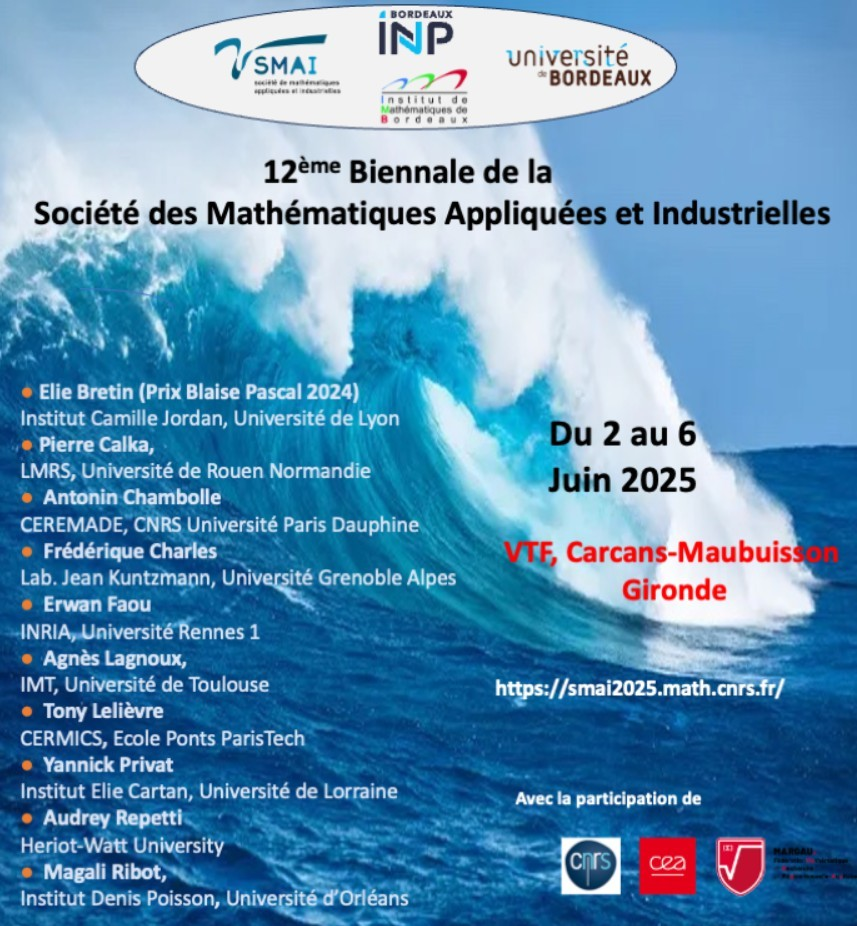 SMAI
société de mathématiques
appliquées et industrielles
BORDEAUX
INP
Institut de
Mathématiques de
Bordeaux
université
de BORDEAUX
12ème Biennale de la
Société des Mathématiques Appliquées et Industrielles
● Elie Bretin (Prix Blaise Pascal 2024)
Institut Camille Jordan, Université de Lyon
● Pierre Calka,
LMRS, Université de Rouen Normandie
● Antonin Chambolle
CEREMADE, CNRS Université Paris Dauphine
● Frédérique Charles
Lab. Jean Kuntzmann, Université Grenoble Alpes
● Erwan Faou
INRIA, Université Rennes 1
● Agnès Lagnoux,
IMT, Université de Toulouse
● Tony Lelièvre
CERMICS, Ecole Ponts ParisTech
● Yannick Privat
Institut Elie Cartan, Université de Lorraine
● Audrey Repetti
Heriot-Watt University
● Magali Ribot,
Institut Denis Poisson, Université d'Orléans
Du 2 au 6
Juin 2025
VTF, Carcans-Maubuisson
Gironde
https://smai2025.math.cnrs.fr/
Avec la participation de
cnrs
cea
MARGAUx